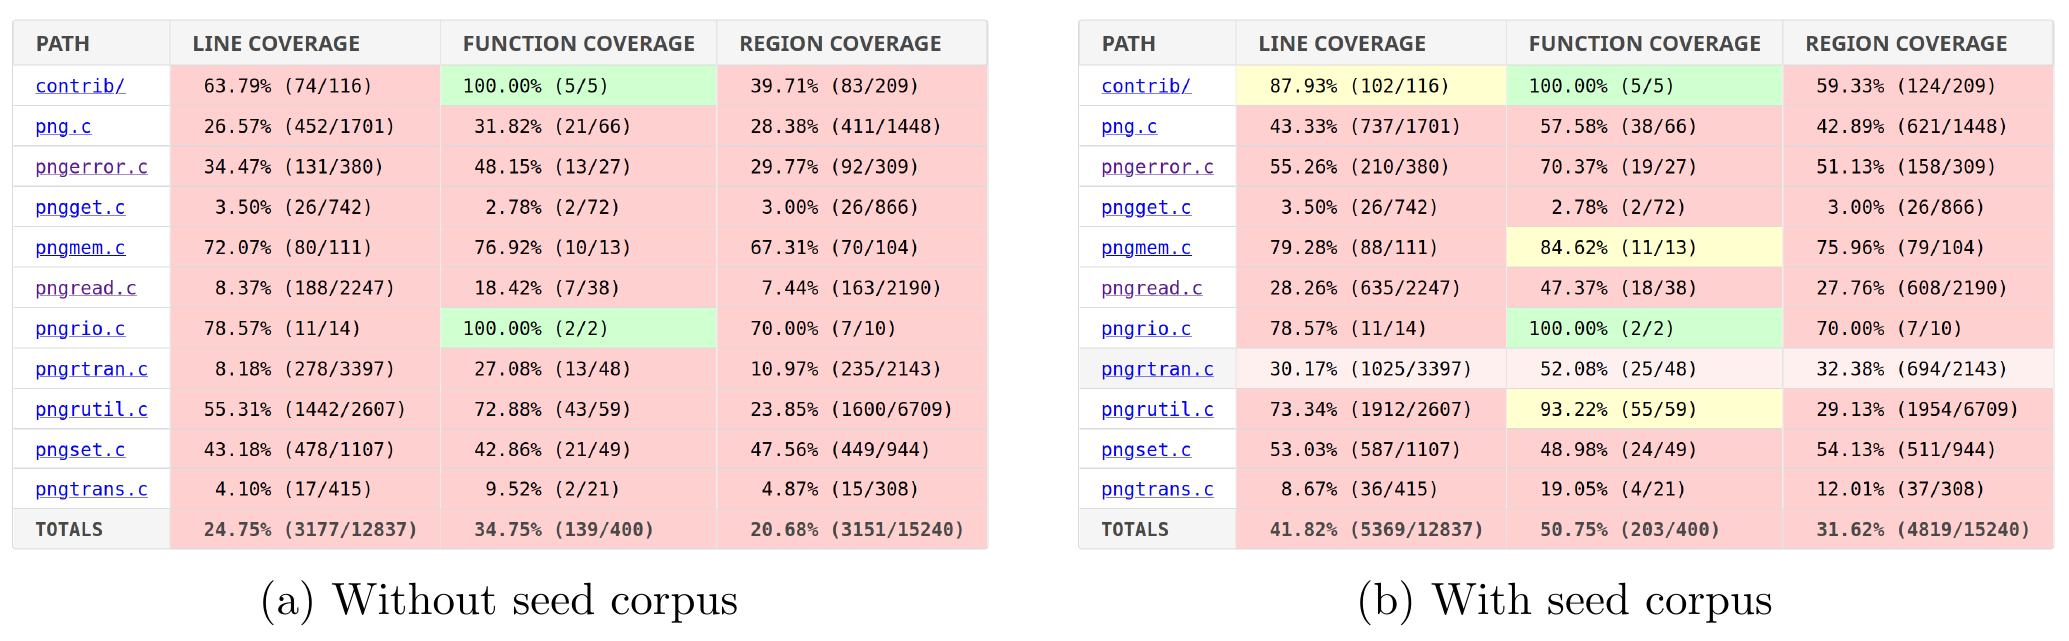 PATH LINE COVERAGE FUNCTION COVERAGE REGION COVERAGE
contrib/ 63.79% (74/116) 100.00% (5/5) 39.71% (83/209)
png.c 26.57% (452/1701) 31.82% (21/66) 28.38% (411/1448)
pngerror.c 34.47% (131/380) 48.15% (13/27) 29.77% (92/309)
pngget.c 3.50% (26/742) 2.78% (2/72) 3.00% (26/866)
pngmem.c 72.07% (80/111) 76.92% (10/13) 67.31% (70/104)
pngread.c 8.37% (188/2247) 18.42% (7/38) 7.44% (163/2190)
pngrio.c 78.57% (11/14) 100.00% (2/2) 70.00% (7/10)
pngrtran.c 8.18% (278/3397) 27.08% (13/48) 10.97% (235/2143)
pngrutil.c 55.31% (1442/2607) 72.88% (43/59) 23.85% (1600/6709)
pngset.c 43.18% (478/1107) 42.86% (21/49) 47.56% (449/944)
pngtrans.c 4.10% (17/415) 9.52% (2/21) 4.87% (15/308)
TOTALS 24.75% (3177/12837) 34.75% (139/400) 20.68% (3151/15240)
(a) Without seed corpus
PATH LINE COVERAGE FUNCTION COVERAGE REGION COVERAGE
contrib/ 87.93% (102/116) 100.00% (5/5) 59.33% (124/209)
png.c 43.33% (737/1701) 57.58% (38/66) 42.89% (621/1448)
pngerror.c 55.26% (210/380) 70.37% (19/27) 51.13% (158/309)
pngget.c 3.50% (26/742) 2.78% (2/72) 3.00% (26/866)
pngmem.c 79.28% (88/111) 84.62% (11/13) 75.96% (79/104)
pngread.c 28.26% (635/2247) 47.37% (18/38) 27.76% (608/2190)
pngrio.c 78.57% (11/14) 100.00% (2/2) 70.00% (7/10)
pngrtran.c 30.17% (1025/3397) 52.08% (25/48) 32.38% (694/2143)
pngrutil.c 73.34% (1912/2607) 93.22% (55/59) 29.13% (1954/6709)
pngset.c 53.03% (587/1107) 48.98% (24/49) 54.13% (511/944)
pngtrans.c 8.67% (36/415) 19.05% (4/21) 12.01% (37/308)
TOTALS 41.82% (5369/12837) 50.75% (203/400) 31.62% (4819/15240)
(b) With seed corpus